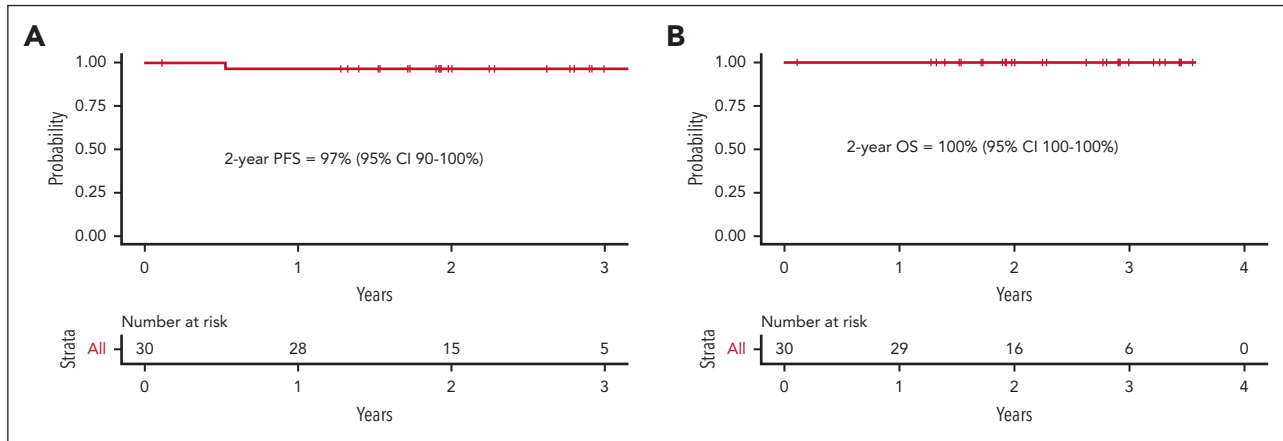 A
1.00
0.75
0.50
0.25
0.00
Probability
2-year PFS = 97% (95% CI 90-100%)
0 1 2 3
Years
Number at risk
Strata
All 30 28 15 5
0 1 2 3
Years
B
1.00
0.75
0.50
0.25
0.00
Probability
2-year OS = 100% (95% CI 100-100%)
0 1 2 3 4
Years
Number at risk
Strata
All 30 29 16 6 0
0 1 2 3 4
Years